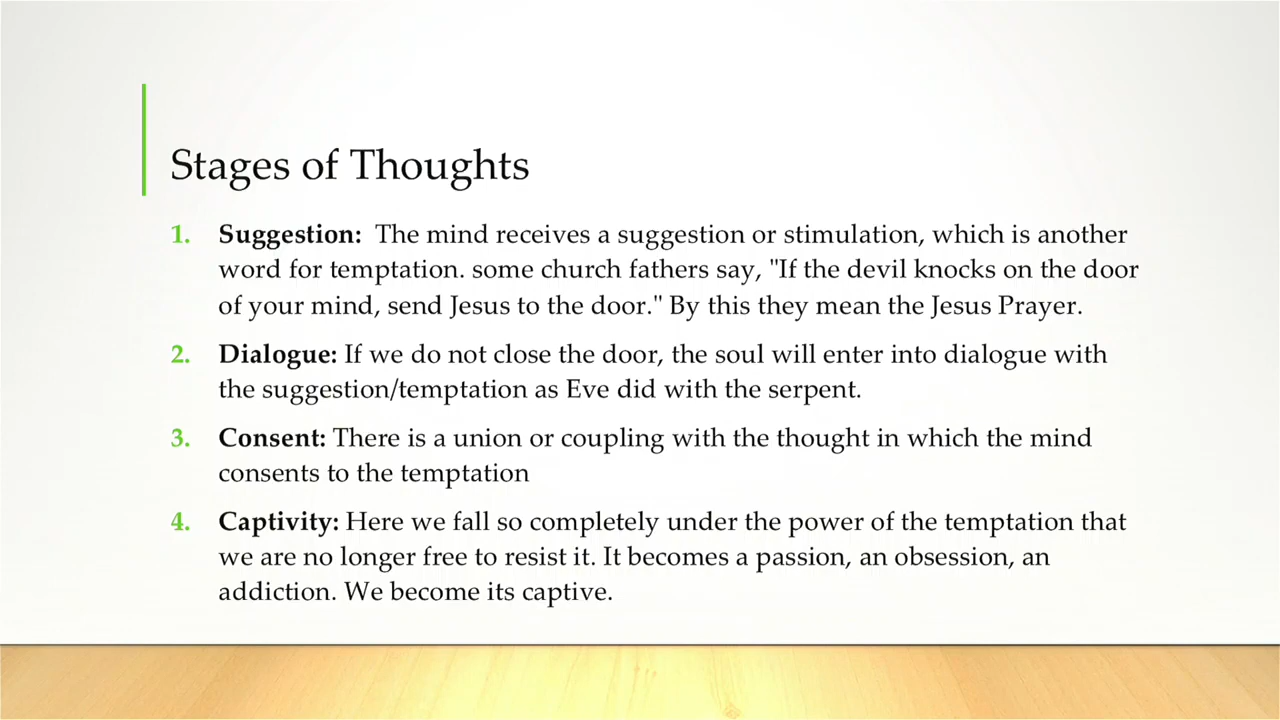 Stages of Thoughts
1. Suggestion: The mind receives a suggestion or stimulation, which is another
word for temptation. some church fathers say, "If the devil knocks on the door
of your mind, send Jesus to the door." By this they mean the Jesus Prayer.
2. Dialogue: If we do not close the door, the soul will enter into dialogue with
the suggestion/temptation as Eve did with the serpent.
3. Consent: There is a union or coupling with the thought in which the mind
consents to the temptation
4. Captivity: Here we fall so completely under the power of the temptation that
we are no longer free to resist it. It becomes a passion, an obsession, an
addiction. We become its captive.